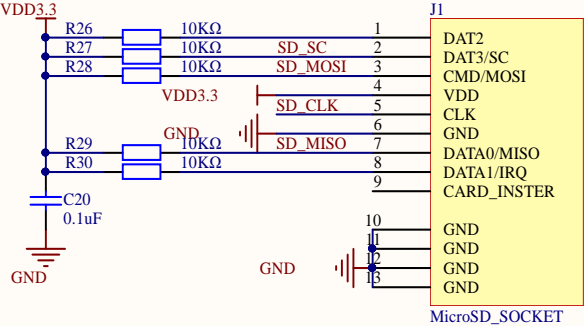 VDD3.3
J1
R26 10KΩ 1 DAT2
R27 10KΩ SD_SC 2 DAT3/SC
R28 10KΩ SD_MOSI 3 CMD/MOSI
VDD3.3 4 VDD
SD_CLK 5 CLK
GND 6 GND
R29 10KΩ SD_MISO 7 DATA0/MISO
R30 10KΩ 8 DATA1/IRQ
9 CARD_INSTER
C20
0.1uF
10 GND
11 GND
GND 12 GND
13 GND
GND
MicroSD_SOCKET